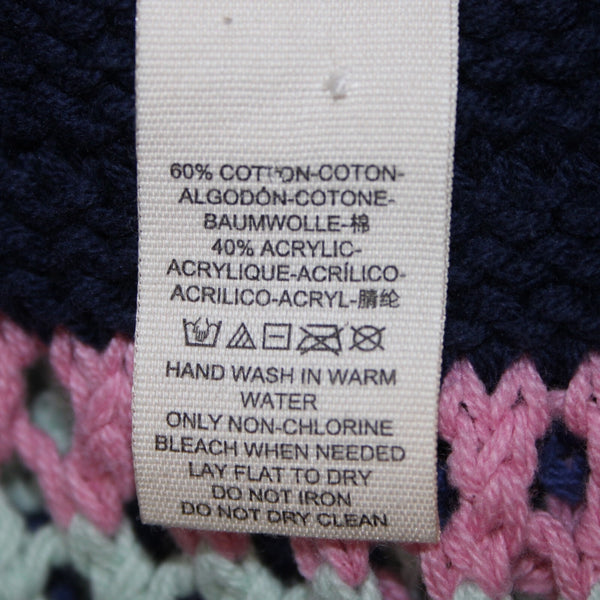 60% COTTON-COTON-
ALGODÓN-COTONE-
BAUMWOLLE-棉
40% ACRYLIC-
ACRYLIQUE-ACRÍLICO-
ACRILICO-ACRYL-腈纶
HAND WASH IN WARM
WATER
ONLY NON-CHLORINE
BLEACH WHEN NEEDED
LAY FLAT TO DRY
DO NOT IRON
DO NOT DRY CLEAN